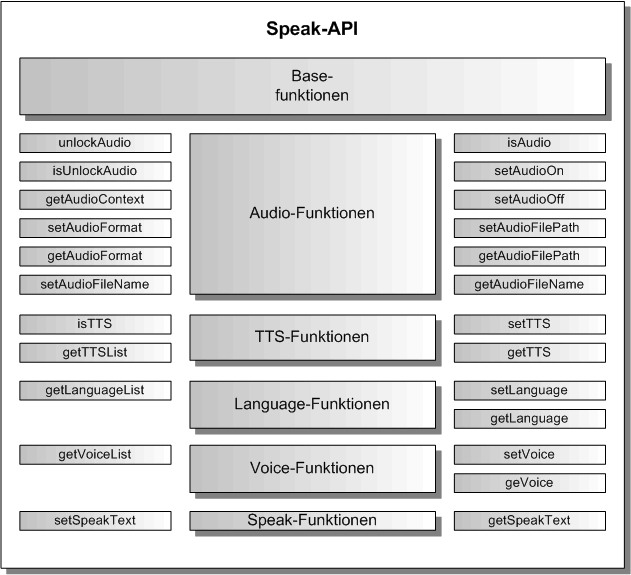 Speak-API
Base-
funktionen
unlockAudio
isAudio
isUnlockAudio
setAudioOn
getAudioContext
setAudioOff
Audio-Funktionen
setAudioFormat
setAudioFilePath
getAudioFormat
getAudioFilePath
setAudioFileName
getAudioFileName
isTTS
setTTS
TTS-Funktionen
getTTSList
getTTS
getLanguageList
setLanguage
Language-Funktionen
getLanguage
getVoiceList
setVoice
Voice-Funktionen
geVoice
setSpeakText
Speak-Funktionen
getSpeakText